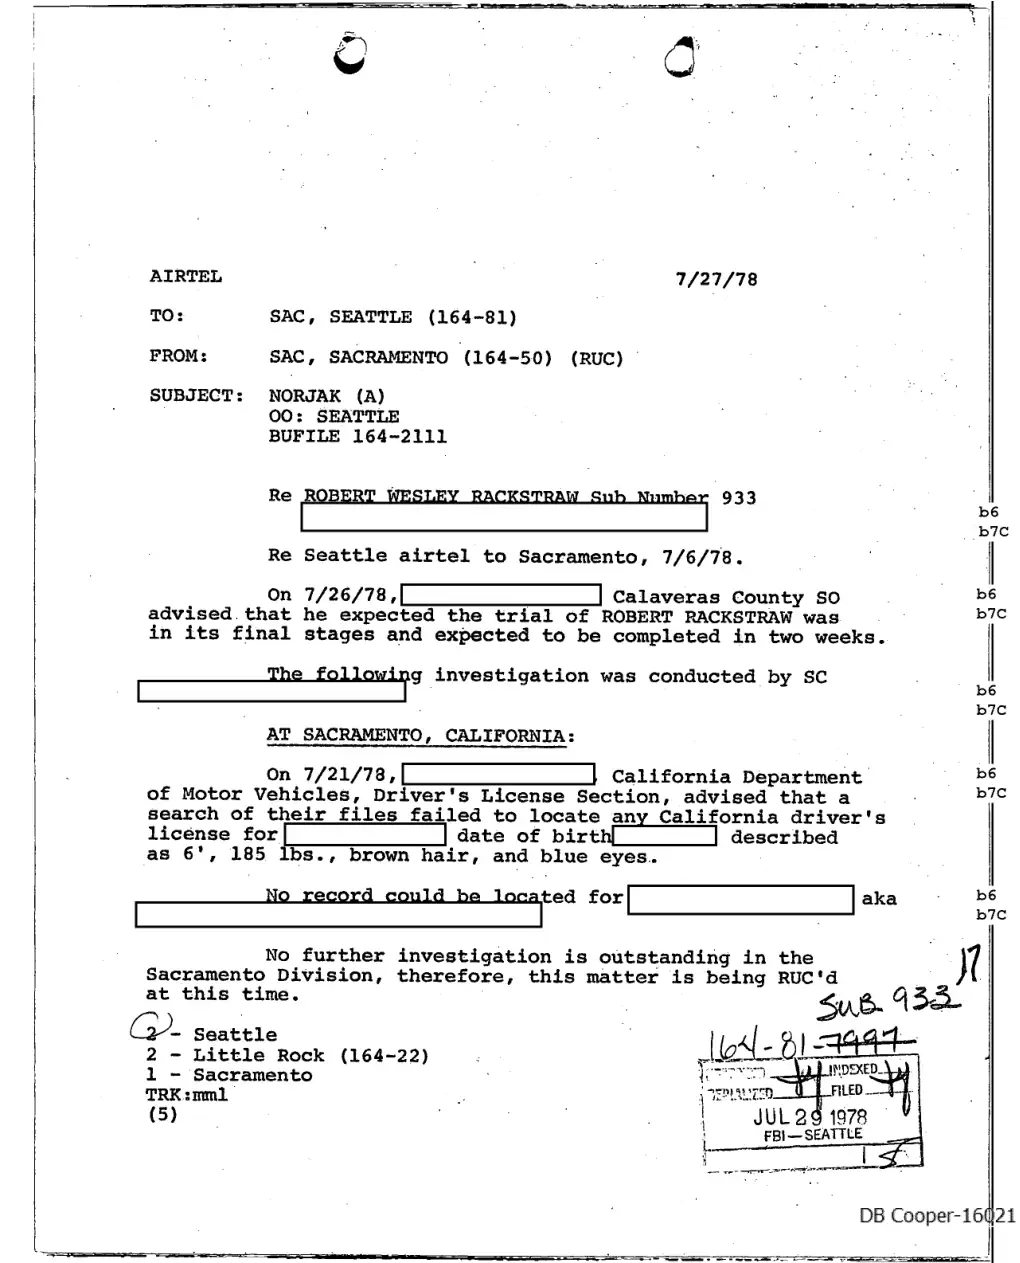 AIRTEL 7/27/78
TO: SAC, SEATTLE (164-81)
FROM: SAC, SACRAMENTO (164-50) (RUC)
SUBJECT: NORJAK (A)
OO: SEATTLE
BUFILE 164-2111
Re ROBERT WESLEY RACKSTRAW Sub Number 933
b6
b7C
Re Seattle airtel to Sacramento, 7/6/78.
On 7/26/78, Calaveras County SO b6
advised that he expected the trial of ROBERT RACKSTRAW was b7C
in its final stages and expected to be completed in two weeks.
The following investigation was conducted by SC
b6
b7C
AT SACRAMENTO, CALIFORNIA:
On 7/21/78, California Department b6
of Motor Vehicles, Driver's License Section, advised that a b7C
search of their files failed to locate any California driver's
license for date of birth described
as 6', 185 lbs., brown hair, and blue eyes.
No record could be located for aka b6
b7C
No further investigation is outstanding in the
Sacramento Division, therefore, this matter is being RUC'd
at this time.
17
SUB 933
2 - Seattle
2 - Little Rock (164-22)
1 - Sacramento
TRK:mml
(5)
164-81-7997
INDEXED
SERIALIZED FILED
JUL 29 1978
FBI—SEATTLE
DB Cooper-16021